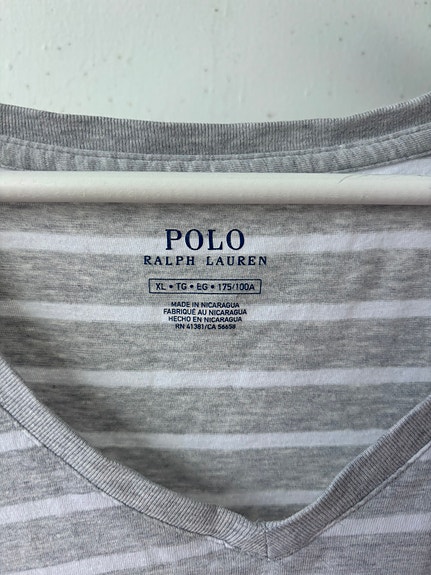 POLO
RALPH LAUREN
XL • TG • EG • 175/100A
MADE IN NICARAGUA
FABRIQUÉ AU NICARAGUA
HECHO EN NICARAGUA
RN 41381/CA 56658